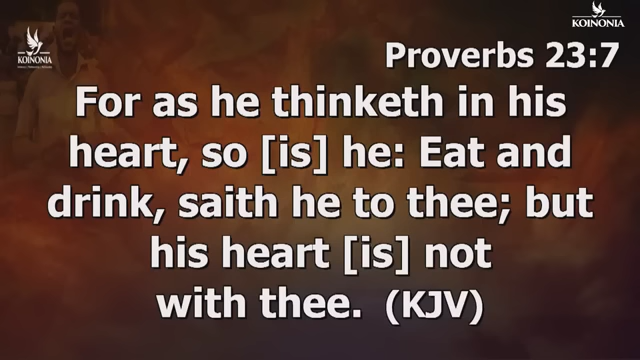 KOINONIA
KOINONIA
Proverbs 23:7
For as he thinketh in his
heart, so [is] he: Eat and
drink, saith he to thee; but
his heart [is] not
with thee. (KJV)